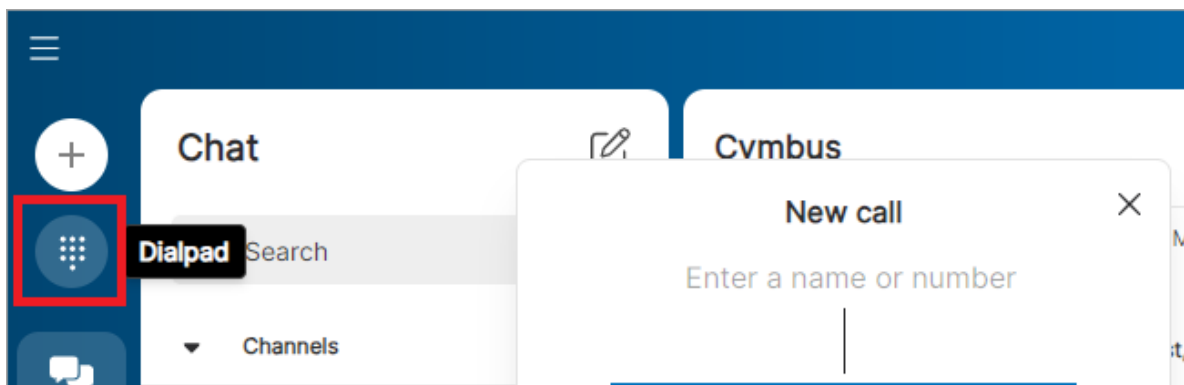 Chat
Cymbus
New call
Dialpad
Search
Enter a name or number
Channels